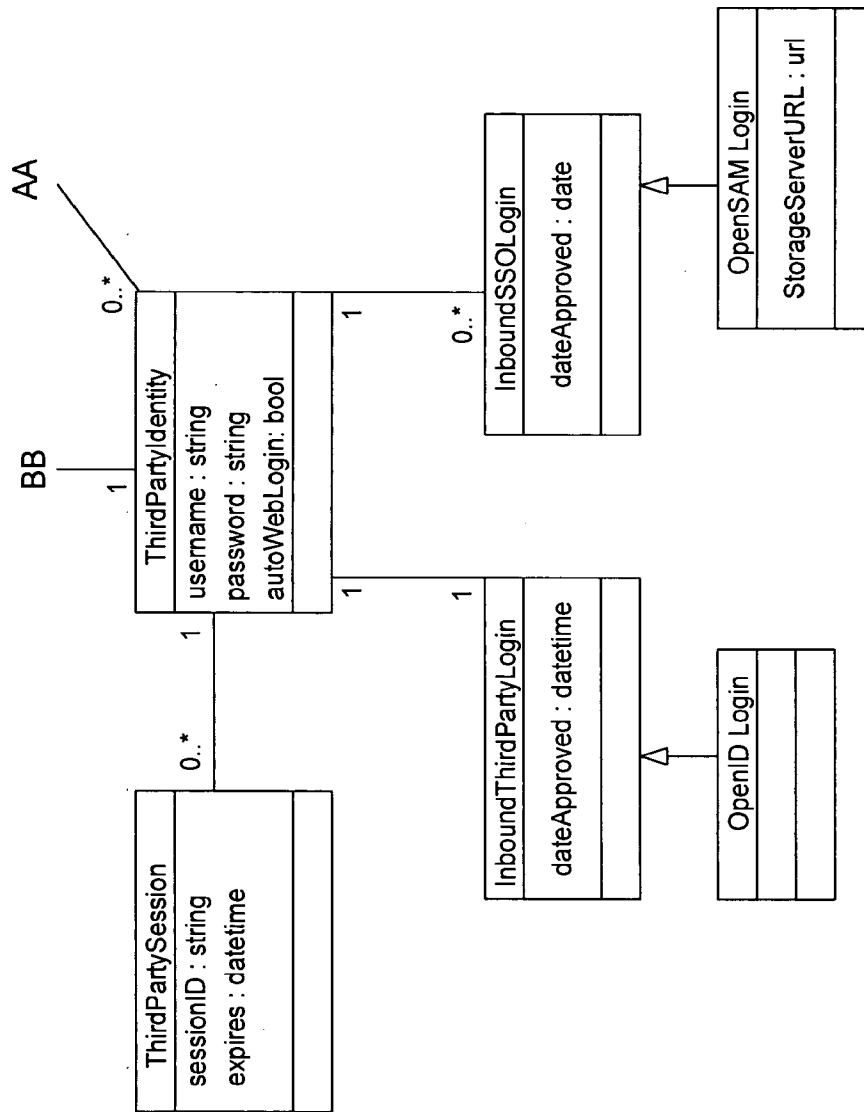 BB
AA
1
0..*
ThirdPartySession
sessionID : string
expires : datetime
0..*
1
ThirdPartyIdentity
username : string
password : string
autoWebLogin: bool
1
1
1
0..*
InboundThirdPartyLogin
dateApproved : datetime
InboundSSOLogin
dateApproved : date
OpenID Login
OpenSAM Login
StorageServerURL : url